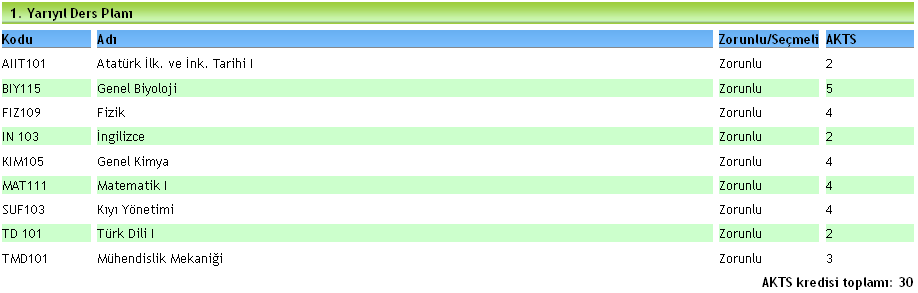 1. Yarıyıl Ders Planı
Kodu Adı Zorunlu/Seçmeli AKTS
AIIT101 Atatürk İlk. ve İnk. Tarihi I Zorunlu 2
BIY115 Genel Biyoloji Zorunlu 5
FIZ109 Fizik Zorunlu 4
IN 103 İngilizce Zorunlu 2
KIM105 Genel Kimya Zorunlu 4
MAT111 Matematik I Zorunlu 4
SUF103 Kıyı Yönetimi Zorunlu 4
TD 101 Türk Dili I Zorunlu 2
TMD101 Mühendislik Mekaniği Zorunlu 3
AKTS kredisi toplamı: 30